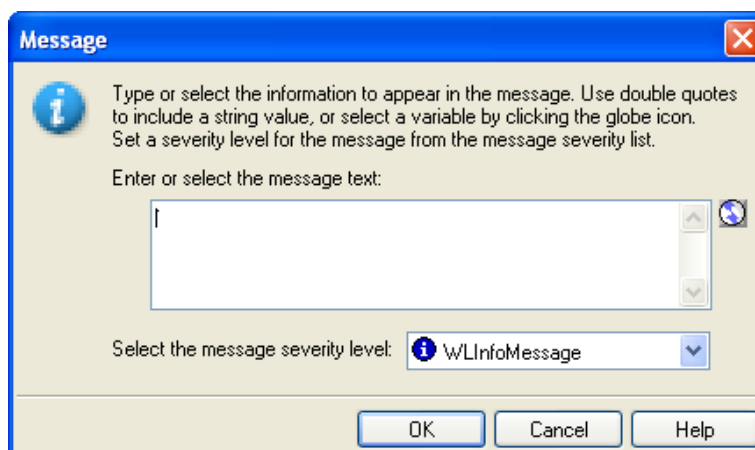 Message
Type or select the information to appear in the message. Use double quotes
to include a string value, or select a variable by clicking the globe icon.
Set a severity level for the message from the message severity list.
Enter or select the message text:
Select the message severity level: WLInfoMessage
OK Cancel Help